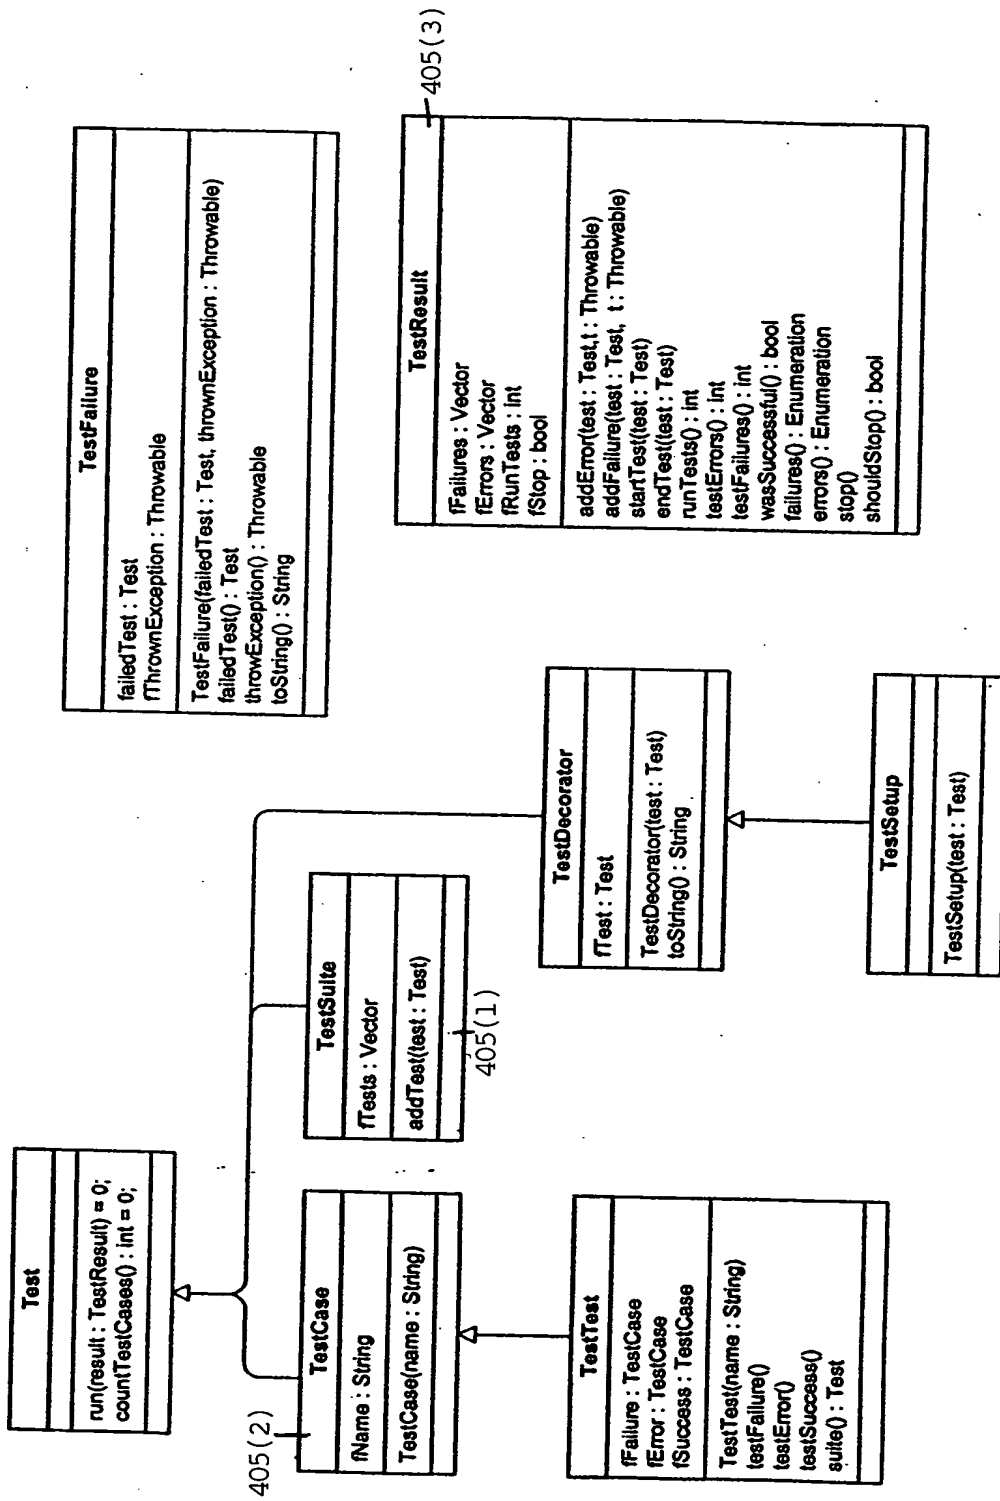 Test
run(result : TestResult) = 0;
countTestCases() : int = 0;
405(2)
TestCase
fName : String
TestCase(name : String)
TestSuite
fTests : Vector
addTest(test : Test)
405(1)
TestTest
fFailure : TestCase
fError : TestCase
fSuccess : TestCase
TestTest(name : String)
testFailure()
testError()
testSuccess()
suite() : Test
TestDecorator
fTest : Test
TestDecorator(test : Test)
toString() : String
TestSetup
TestSetup(test : Test)
TestFailure
failedTest : Test
fThrownException : Throwable
TestFailure(failedTest : Test, thrownException : Throwable)
failedTest() : Test
throwException() : Throwable
toString() : String
TestResult
405(3)
fFailures : Vector
fErrors : Vector
fRunTests : int
fStop : bool
addError(test : Test,t : Throwable)
addFailure(test : Test, t : Throwable)
startTest(test : Test)
endTest(test : Test)
runTests() : int
testErrors() : int
testFailures() : int
wasSuccessful() : bool
failures() : Enumeration
errors() : Enumeration
stop()
shouldStop() : bool